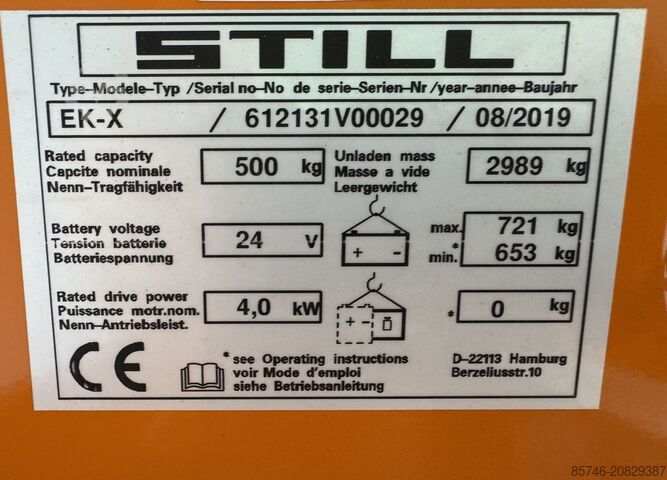 STILL
Type-Modele-Typ /Serial no-No de serie-Serien-Nr /year-annee-Baujahr
EK-X / 612131V00029 / 08/2019
Rated capacity
Capcite nominale
Nenn-Tragfähigkeit
500 kg
Unladen mass
Masse a vide
Leergewicht
2989 kg
Battery voltage
Tension batterie
Batteriespannung
24 V
+ -
max. 721 kg
*
min. 653 kg
Rated drive power
Puissance motr.nom.
Nenn-Antriebsleist.
4,0 kW
+ -
* 0 kg
CE
* see Operating instructions
voir Mode d'emploi
siehe Betriebsanleitung
D-22113 Hamburg
Berzeliusstr.10
85746-20829387